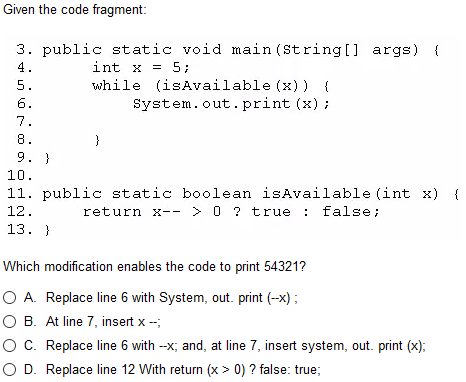 Given the code fragment:
3. public static void main(String[] args) {
4. int x = 5;
5. while (isAvailable(x)) {
6. System.out.print(x);
7.
8. }
9. }
10.
11. public static boolean isAvailable(int x) {
12. return x-- > 0 ? true : false;
13. }
Which modification enables the code to print 54321?
A. Replace line 6 with System, out. print (--x) ;
B. At line 7, insert x --;
C. Replace line 6 with --x; and, at line 7, insert system, out. print (x);
D. Replace line 12 With return (x > 0) ? false: true;